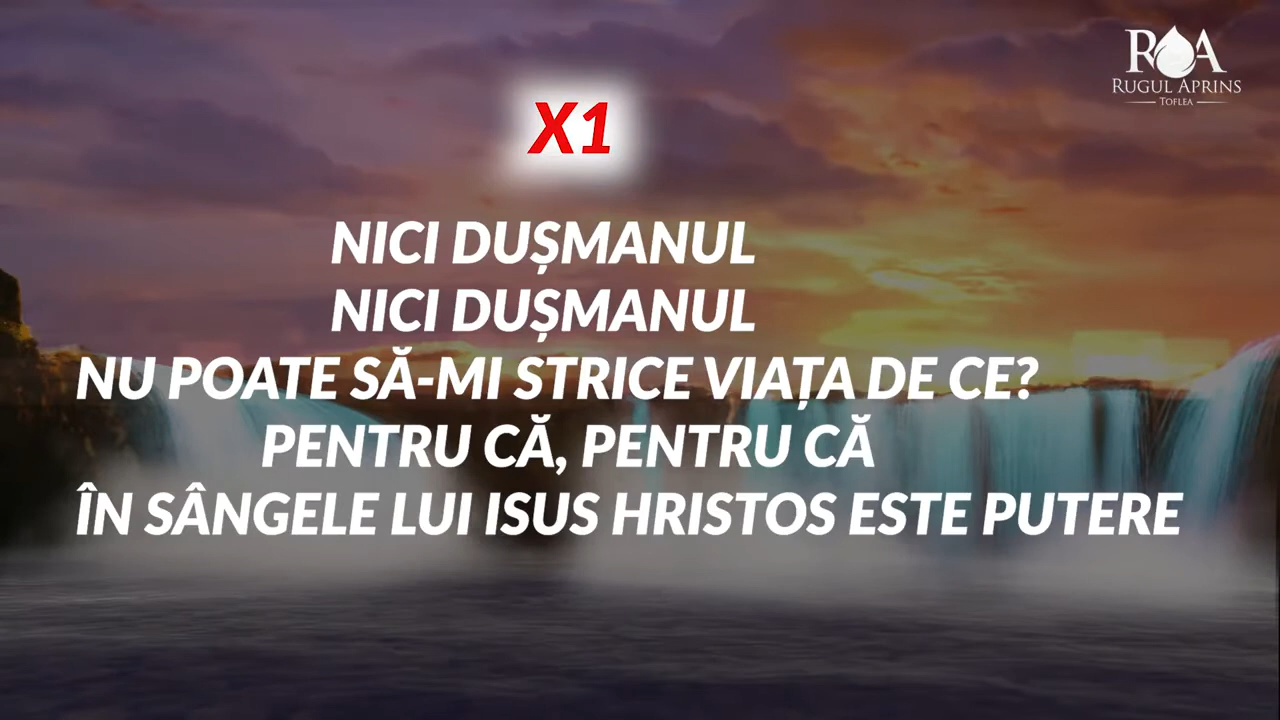 RA
RUGUL APRINS
TOFLEA
X1
NICI DUȘMANUL
NICI DUȘMANUL
NU POATE SĂ-MI STRICE VIAȚA DE CE?
PENTRU CĂ, PENTRU CĂ
ÎN SÂNGELE LUI ISUS HRISTOS ESTE PUTERE